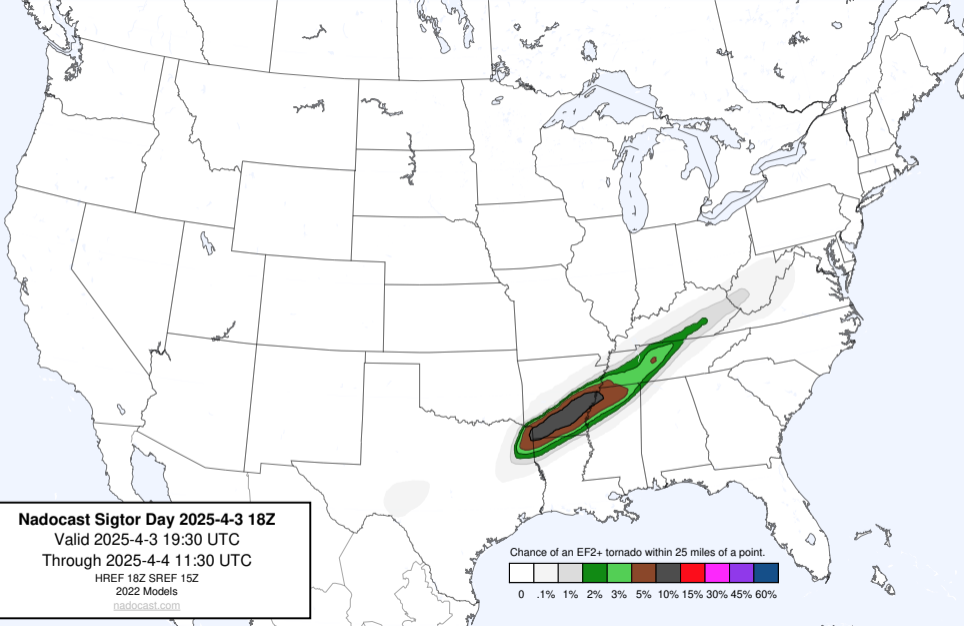 Nadocast Sigtor Day 2025-4-3 18Z
Valid 2025-4-3 19:30 UTC
Through 2025-4-4 11:30 UTC
HREF 18Z SREF 15Z
2022 Models
nadocast.com
Chance of an EF2+ tornado within 25 miles of a point.
0 .1% 1% 2% 3% 5% 10% 15% 30% 45% 60%